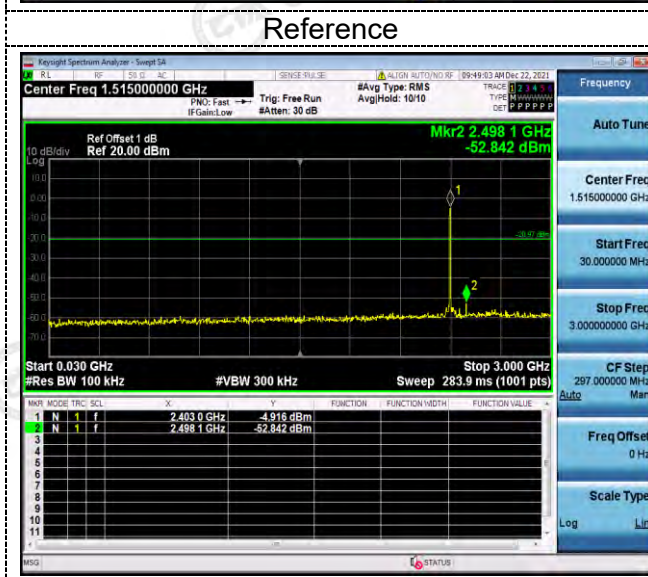 Reference
Keysight Spectrum Analyzer - Swept SA
RL RF 50 Ω AC SENSE:PULSE ALIGN AUTO/NO RF 09:49:03 AM Dec 22, 2021
Center Freq 1.515000000 GHz
PNO: Fast
IFGain:Low
Trig: Free Run
#Atten: 30 dB
#Avg Type: RMS
Avg|Hold: 10/10
TRACE 1 2 3 4 5 6
TYPE M WWWWW
DET P P P P P P
Frequency
Auto Tune
Center Freq
1.515000000 GHz
Start Freq
30.000000 MHz
Stop Freq
3.000000000 GHz
CF Step
297.000000 MHz
Auto Man
Freq Offset
0 Hz
Scale Type
Log Lin
Mkr2 2.498 1 GHz
-52.842 dBm
Ref Offset 1 dB
10 dB/div Ref 20.00 dBm
Log
10.0
0.00
-10.0
-20.0
-30.0
-40.0
-50.0
-60.0
-70.0
1
2
Start 0.030 GHz Stop 3.000 GHz
#Res BW 100 kHz #VBW 300 kHz Sweep 283.9 ms (1001 pts)
MKR MODE TRC SCL X Y FUNCTION FUNCTION WIDTH FUNCTION VALUE
1 N 1 f 2.403 0 GHz -4.916 dBm
2 N 1 f 2.498 1 GHz -52.842 dBm
3
4
5
6
7
8
9
10
11
MSG STATUS